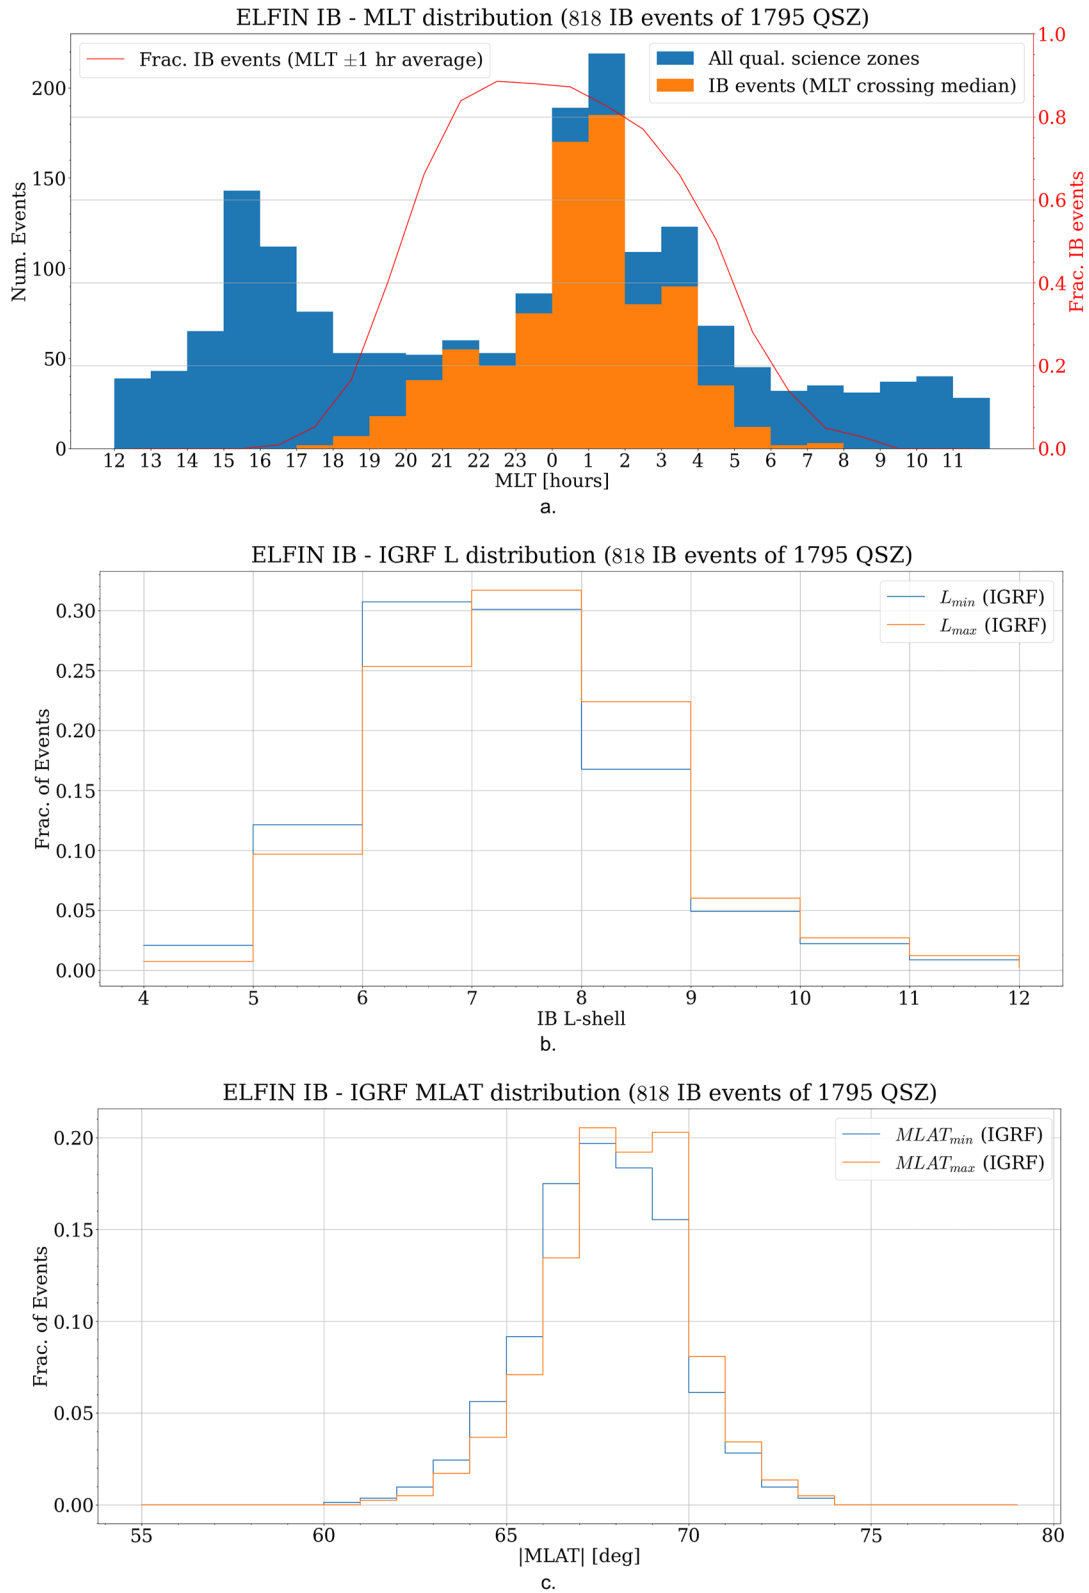 ELFIN IB - MLT distribution (818 IB events of 1795 QSZ)
Frac. IB events (MLT ±1 hr average)
All qual. science zones
IB events (MLT crossing median)
Num. Events
200
150
100
50
0
1.0
0.8
0.6
0.4
0.2
0.0
Frac. IB events
12 13 14 15 16 17 18 19 20 21 22 23 0 1 2 3 4 5 6 7 8 9 10 11
MLT [hours]
a.
ELFIN IB - IGRF L distribution (818 IB events of 1795 QSZ)
L_min (IGRF)
L_max (IGRF)
Frac. of Events
0.30
0.25
0.20
0.15
0.10
0.05
0.00
4 5 6 7 8 9 10 11 12
IB L-shell
b.
ELFIN IB - IGRF MLAT distribution (818 IB events of 1795 QSZ)
MLAT_min (IGRF)
MLAT_max (IGRF)
Frac. of Events
0.20
0.15
0.10
0.05
0.00
55 60 65 70 75 80
|MLAT| [deg]
c.